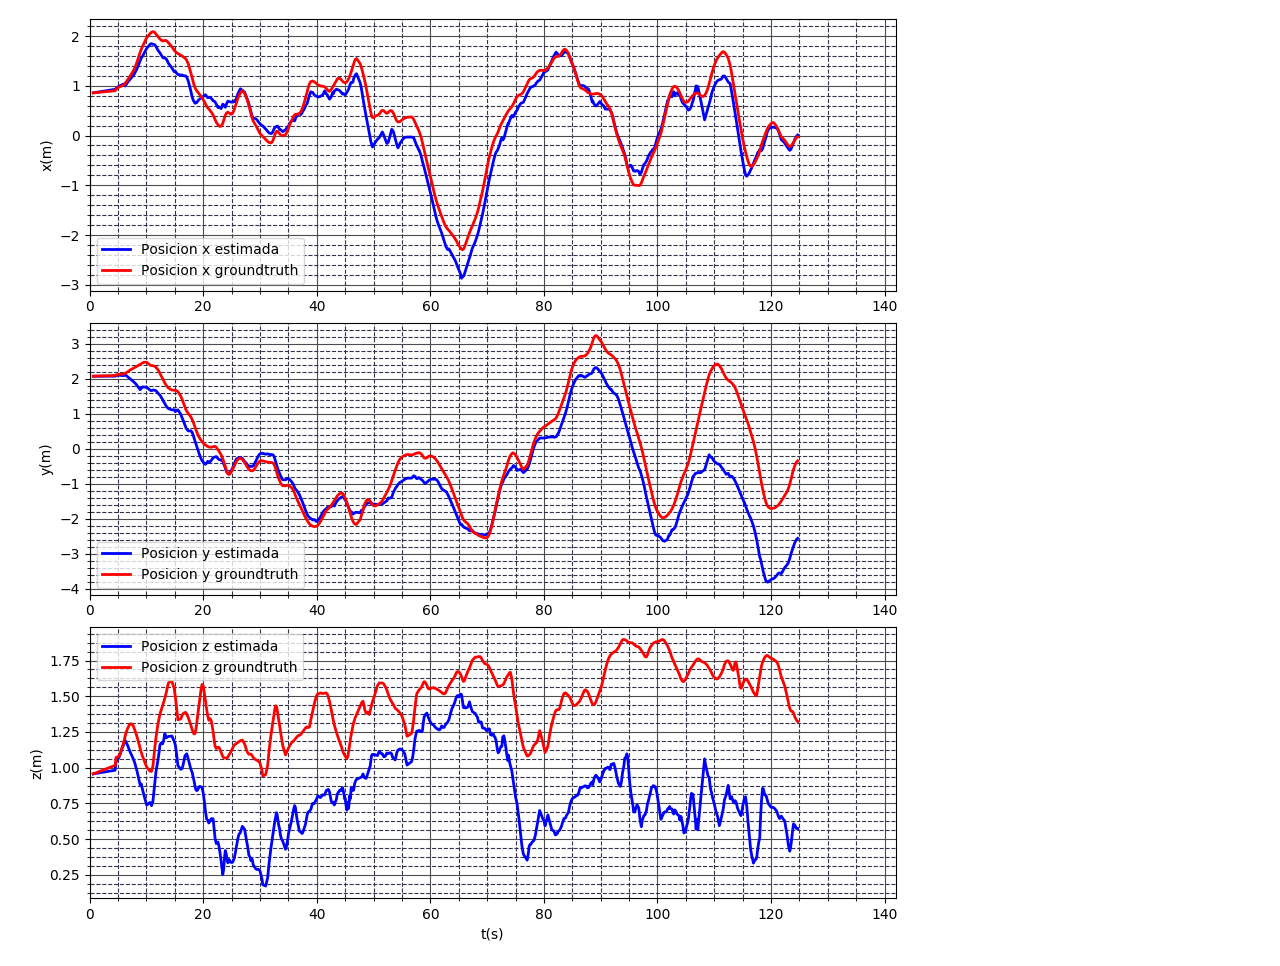 2
1
0
−1
−2
−3
x(m)
Posicion x estimada
Posicion x groundtruth
0 20 40 60 80 100 120 140
3
2
1
0
−1
−2
−3
−4
y(m)
Posicion y estimada
Posicion y groundtruth
0 20 40 60 80 100 120 140
Posicion z estimada
Posicion z groundtruth
1.75
1.50
1.25
1.00
0.75
0.50
0.25
z(m)
0 20 40 60 80 100 120 140
t(s)